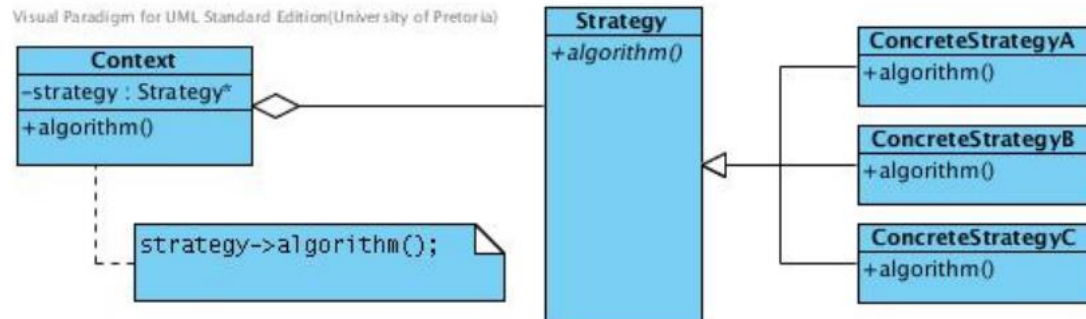 Visual Paradigm for UML Standard Edition(University of Pretoria)
Context
-strategy : Strategy*
+algorithm()
strategy->algorithm();
Strategy
+algorithm()
ConcreteStrategyA
+algorithm()
ConcreteStrategyB
+algorithm()
ConcreteStrategyC
+algorithm()